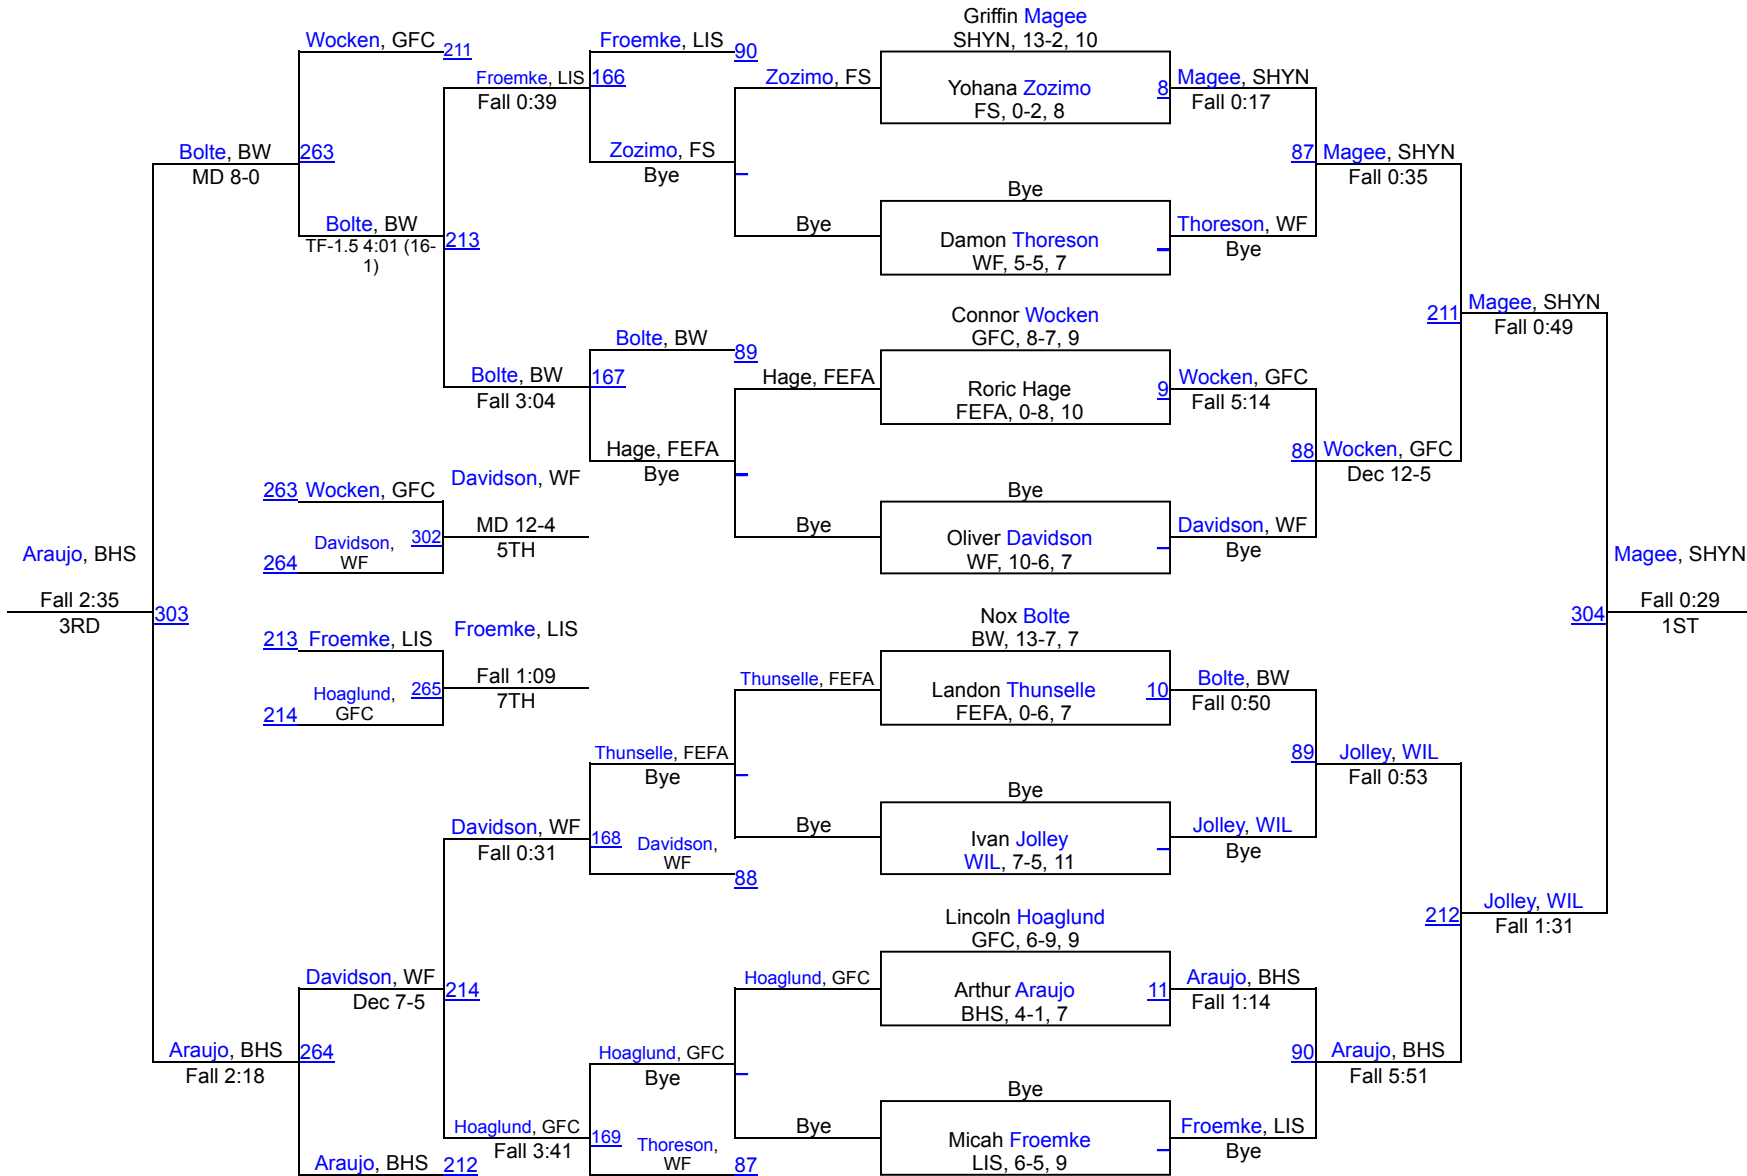 Griffin Magee
SHYN, 13-2, 10
Wocken, GFC
211
Froemke, LIS
90
Zozimo, FS
Yohana Zozimo
FS, 0-2, 8
8
Magee, SHYN
Fall 0:17
Froemke, LIS
166
Fall 0:39
Bolte, BW
263
MD 8-0
Zozimo, FS
Bye
87
Magee, SHYN
Fall 0:35
Bye
Bolte, BW
TF-1.5 4:01 (16-
1)
213
Bye
Damon Thoreson
WF, 5-5, 7
Thoreson, WF
Bye
Connor Wocken
GFC, 8-7, 9
211
Magee, SHYN
Fall 0:49
Bolte, BW
89
Bolte, BW
167
Fall 3:04
Hage, FEFA
Roric Hage
FEFA, 0-8, 10
9
Wocken, GFC
Fall 5:14
Hage, FEFA
Bye
88
Wocken, GFC
Dec 12-5
263
Wocken, GFC
Davidson, WF
Bye
264
Davidson,
WF
302
MD 12-4
5TH
Bye
Oliver Davidson
WF, 10-6, 7
Davidson, WF
Bye
Araujo, BHS
Fall 2:35
3RD
303
Magee, SHYN
304
Fall 0:29
1ST
Nox Bolte
BW, 13-7, 7
213
Froemke, LIS
Froemke, LIS
214
Hoaglund,
GFC
265
Fall 1:09
7TH
Thunselle, FEFA
Landon Thunselle
FEFA, 0-6, 7
10
Bolte, BW
Fall 0:50
Thunselle, FEFA
Bye
89
Jolley, WIL
Fall 0:53
Bye
Davidson, WF
Fall 0:31
168
Davidson,
WF
88
Bye
Ivan Jolley
WIL, 7-5, 11
Jolley, WIL
Bye
Lincoln Hoaglund
GFC, 6-9, 9
212
Jolley, WIL
Fall 1:31
Davidson, WF
214
Dec 7-5
Hoaglund, GFC
Arthur Araujo
BHS, 4-1, 7
11
Araujo, BHS
Fall 1:14
Araujo, BHS
264
Fall 2:18
Hoaglund, GFC
Bye
90
Araujo, BHS
Fall 5:51
Bye
Hoaglund, GFC
Fall 3:41
169
Thoreson,
WF
87
Bye
Micah Froemke
LIS, 6-5, 9
Froemke, LIS
Bye
Araujo, BHS
212